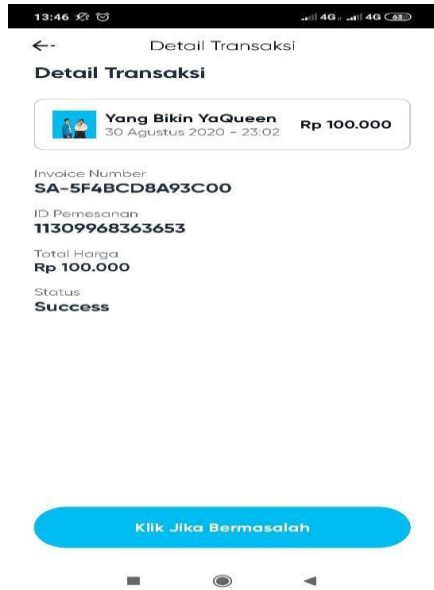 13:46 4G 4G 63
Detail Transaksi
Detail Transaksi
Yang Bikin YaQueen
30 Agustus 2020 - 23:02
Rp 100.000
Invoice Number
SA-5F4BCD8A93C00
ID Pemesanan
11309968363653
Total Harga
Rp 100.000
Status
Success
Klik Jika Bermasalah